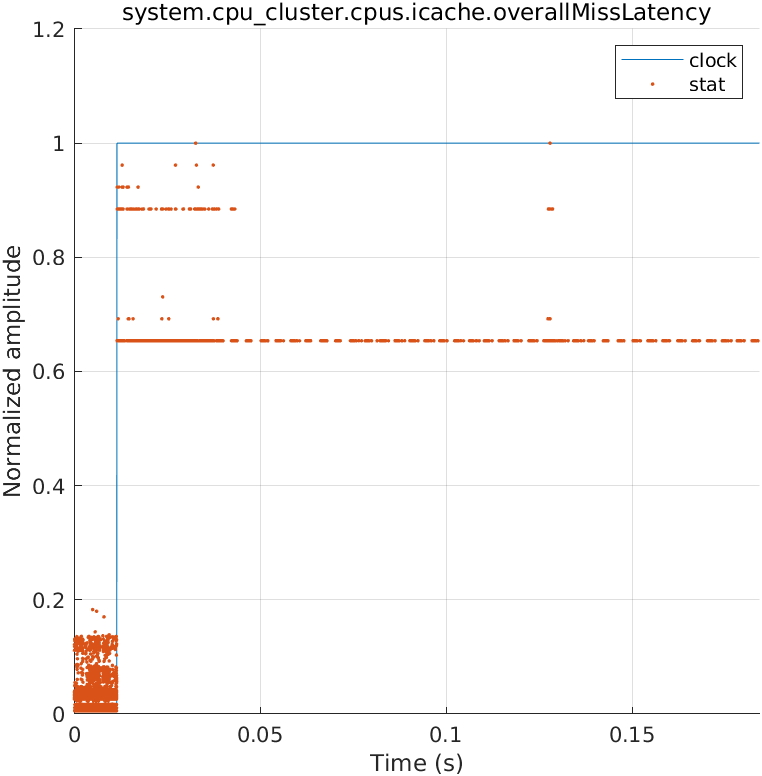 system.cpu_cluster.cpus.icache.overallMissLatency
clock
stat
1.2
1
0.8
0.6
0.4
0.2
0
Normalized amplitude
0
0.05
0.1
0.15
Time (s)